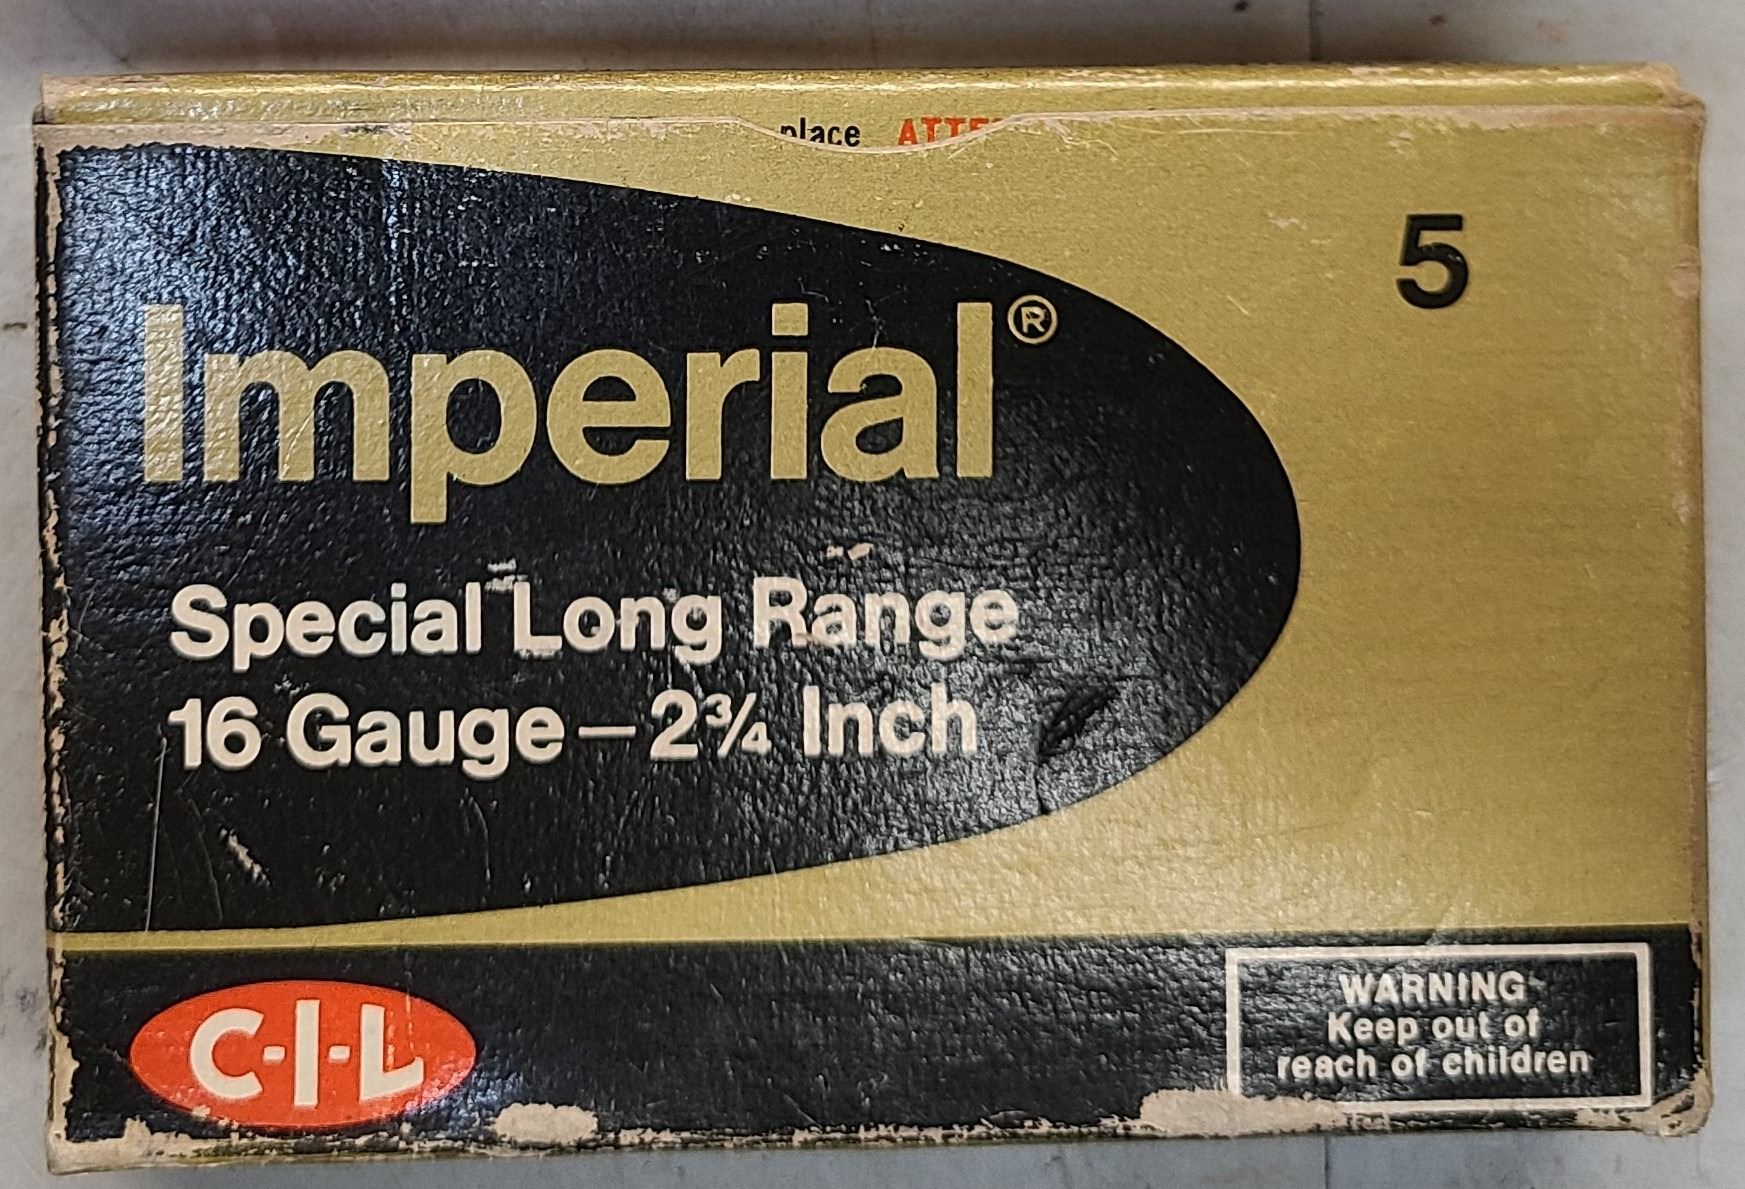 place
5
Imperial®
Special Long Range
16 Gauge – 2¾ Inch
C-I-L
WARNING
Keep out of
reach of children